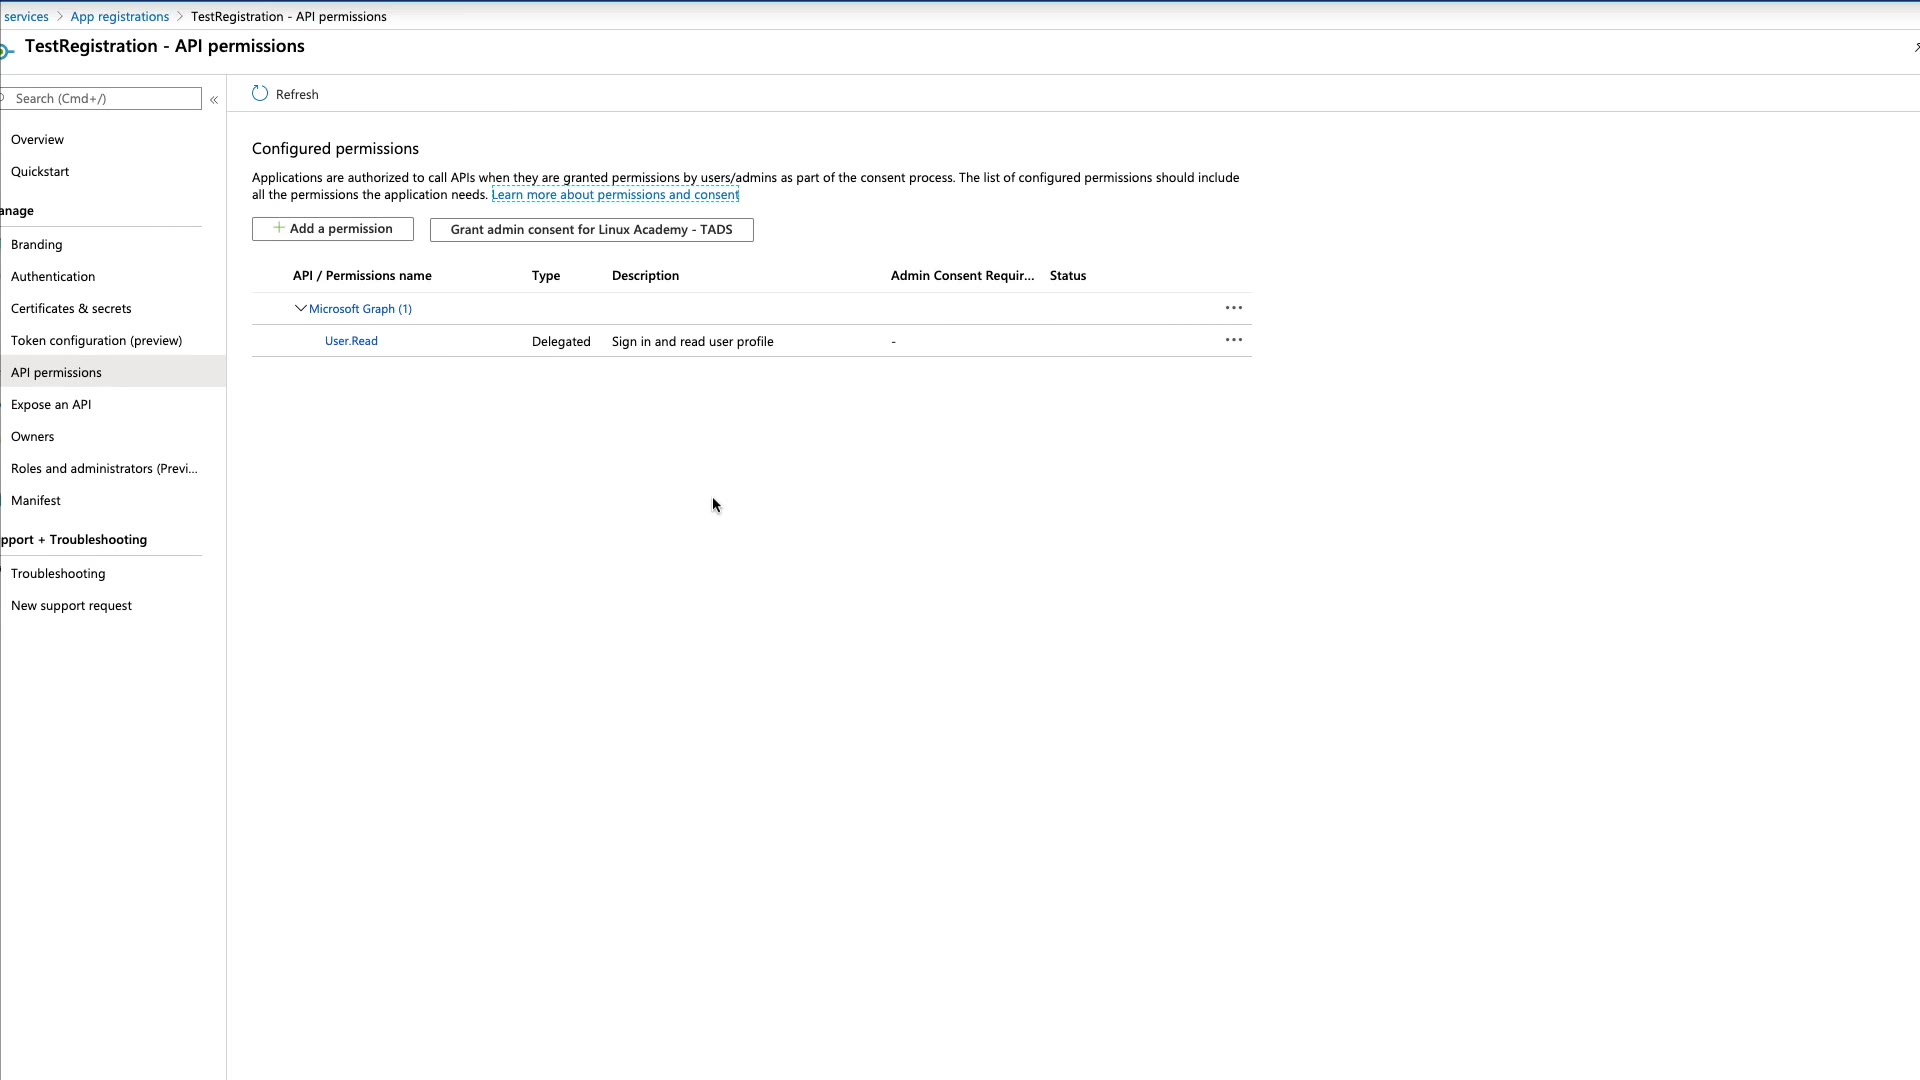 services > App registrations > TestRegistration - API permissions
TestRegistration - API permissions
Search (Cmd+/)
«
Refresh
Overview
Quickstart
anage
Branding
Authentication
Certificates & secrets
Token configuration (preview)
API permissions
Expose an API
Owners
Roles and administrators (Previ...
Manifest
pport + Troubleshooting
Troubleshooting
New support request
Configured permissions
Applications are authorized to call APIs when they are granted permissions by users/admins as part of the consent process. The list of configured permissions should include
all the permissions the application needs. Learn more about permissions and consent
+ Add a permission Grant admin consent for Linux Academy - TADS
API / Permissions name Type Description Admin Consent Requir... Status
Microsoft Graph (1) ...
User.Read Delegated Sign in and read user profile - ...